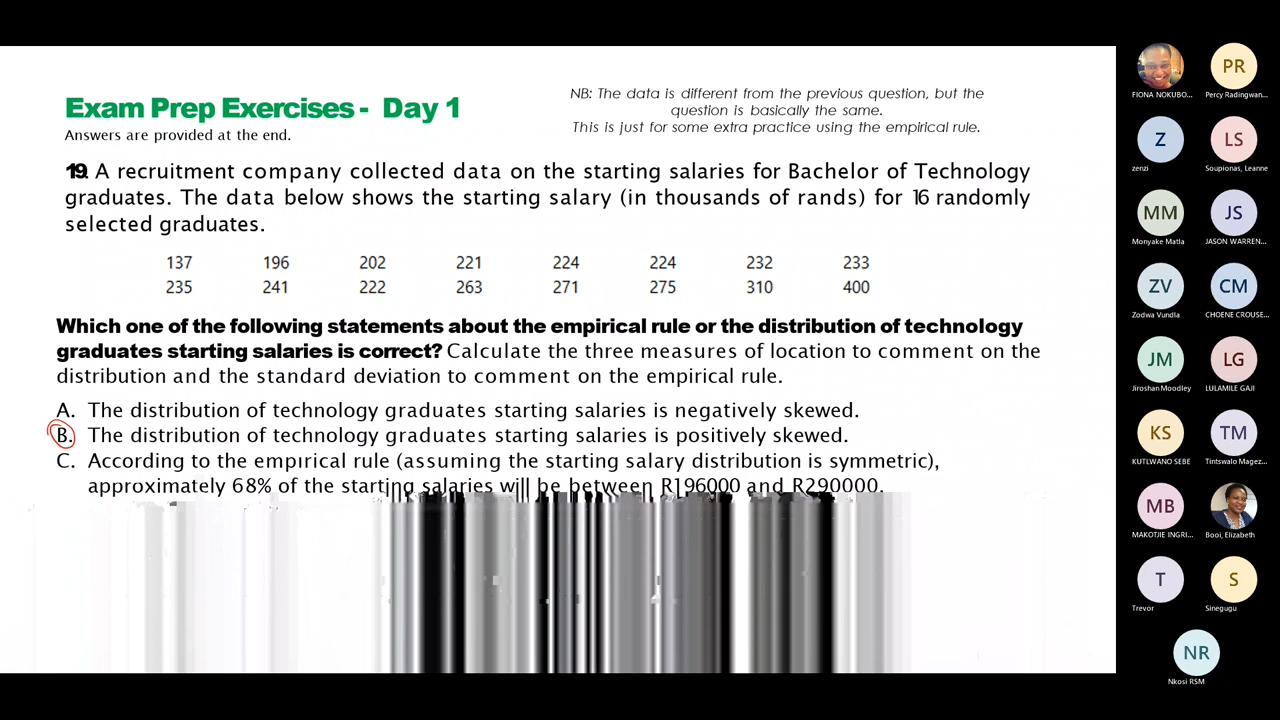 Exam Prep Exercises - Day 1
Answers are provided at the end.
NB: The data is different from the previous question, but the
question is basically the same.
This is just for some extra practice using the empirical rule.
19. A recruitment company collected data on the starting salaries for Bachelor of Technology
graduates. The data below shows the starting salary (in thousands of rands) for 16 randomly
selected graduates.
137 196 202 221 224 224 232 233
235 241 222 263 271 275 310 400
Which one of the following statements about the empirical rule or the distribution of technology
graduates starting salaries is correct? Calculate the three measures of location to comment on the
distribution and the standard deviation to comment on the empirical rule.
A. The distribution of technology graduates starting salaries is negatively skewed.
B. The distribution of technology graduates starting salaries is positively skewed.
C. According to the empirical rule (assuming the starting salary distribution is symmetric),
approximately 68% of the starting salaries will be between R196000 and R290000.
PR
FIONA NOKUBO... Percy Radingwan...
Z LS
zenzi Soupionas, Leanne
MM JS
Monyake Matla JASON WARREN...
ZV CM
Zodwa Vundla CHOENE CROUSE...
JM LG
Jiroshan Moodley LULAMILE GAJI
KS TM
KUTLWANO SEBE Tintswalo Magez...
MB
MAKOTJIE INGRI... Booi, Elizabeth
T S
Trevor Sinegugu
NR
Nkosi RSM